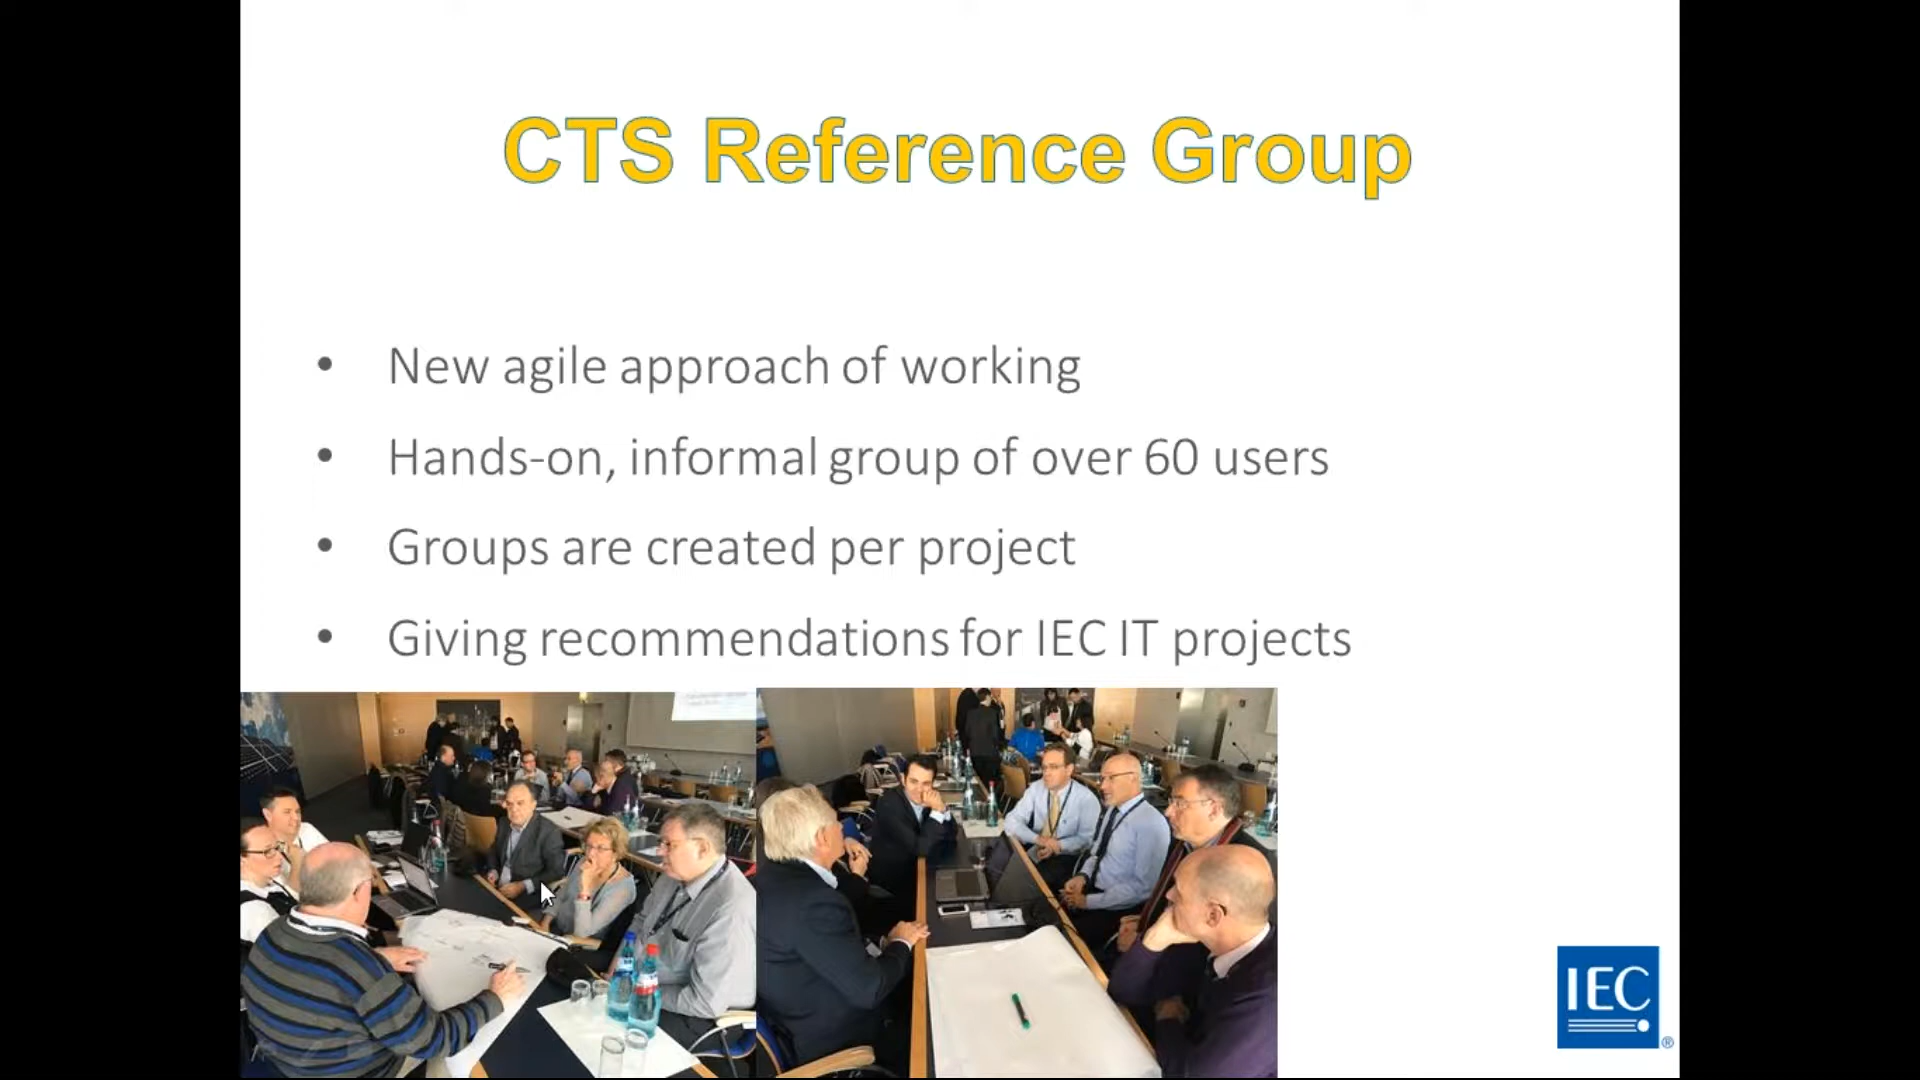 CTS Reference Group
• New agile approach of working
• Hands-on, informal group of over 60 users
• Groups are created per project
• Giving recommendations for IEC IT projects
IEC
®